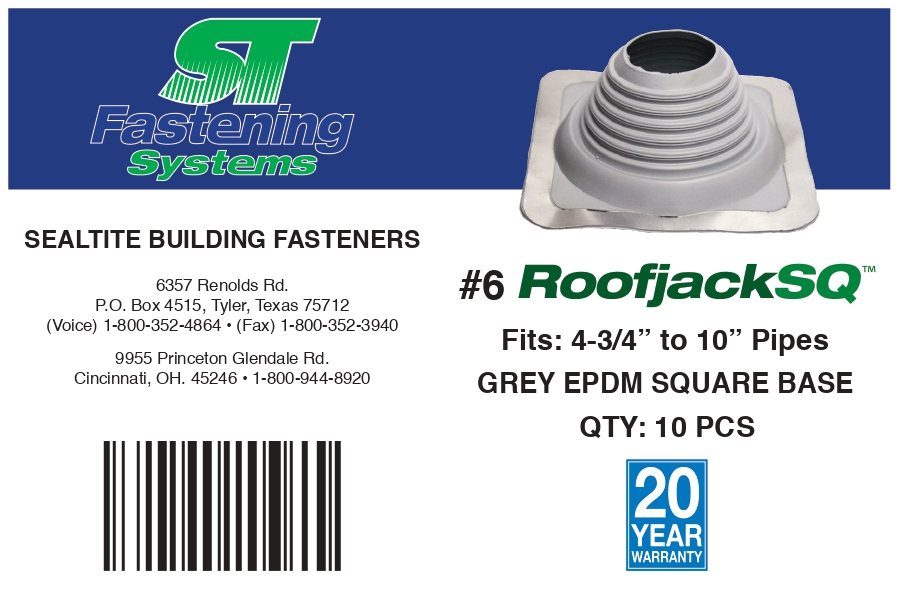 ST
Fastening
Systems
SEALTITE BUILDING FASTENERS
6357 Renolds Rd.
P.O. Box 4515, Tyler, Texas 75712
(Voice) 1-800-352-4864 • (Fax) 1-800-352-3940
9955 Princeton Glendale Rd.
Cincinnati, OH. 45246 • 1-800-944-8920
#6 RoofjackSQ™
Fits: 4-3/4” to 10” Pipes
GREY EPDM SQUARE BASE
QTY: 10 PCS
20
YEAR
WARRANTY